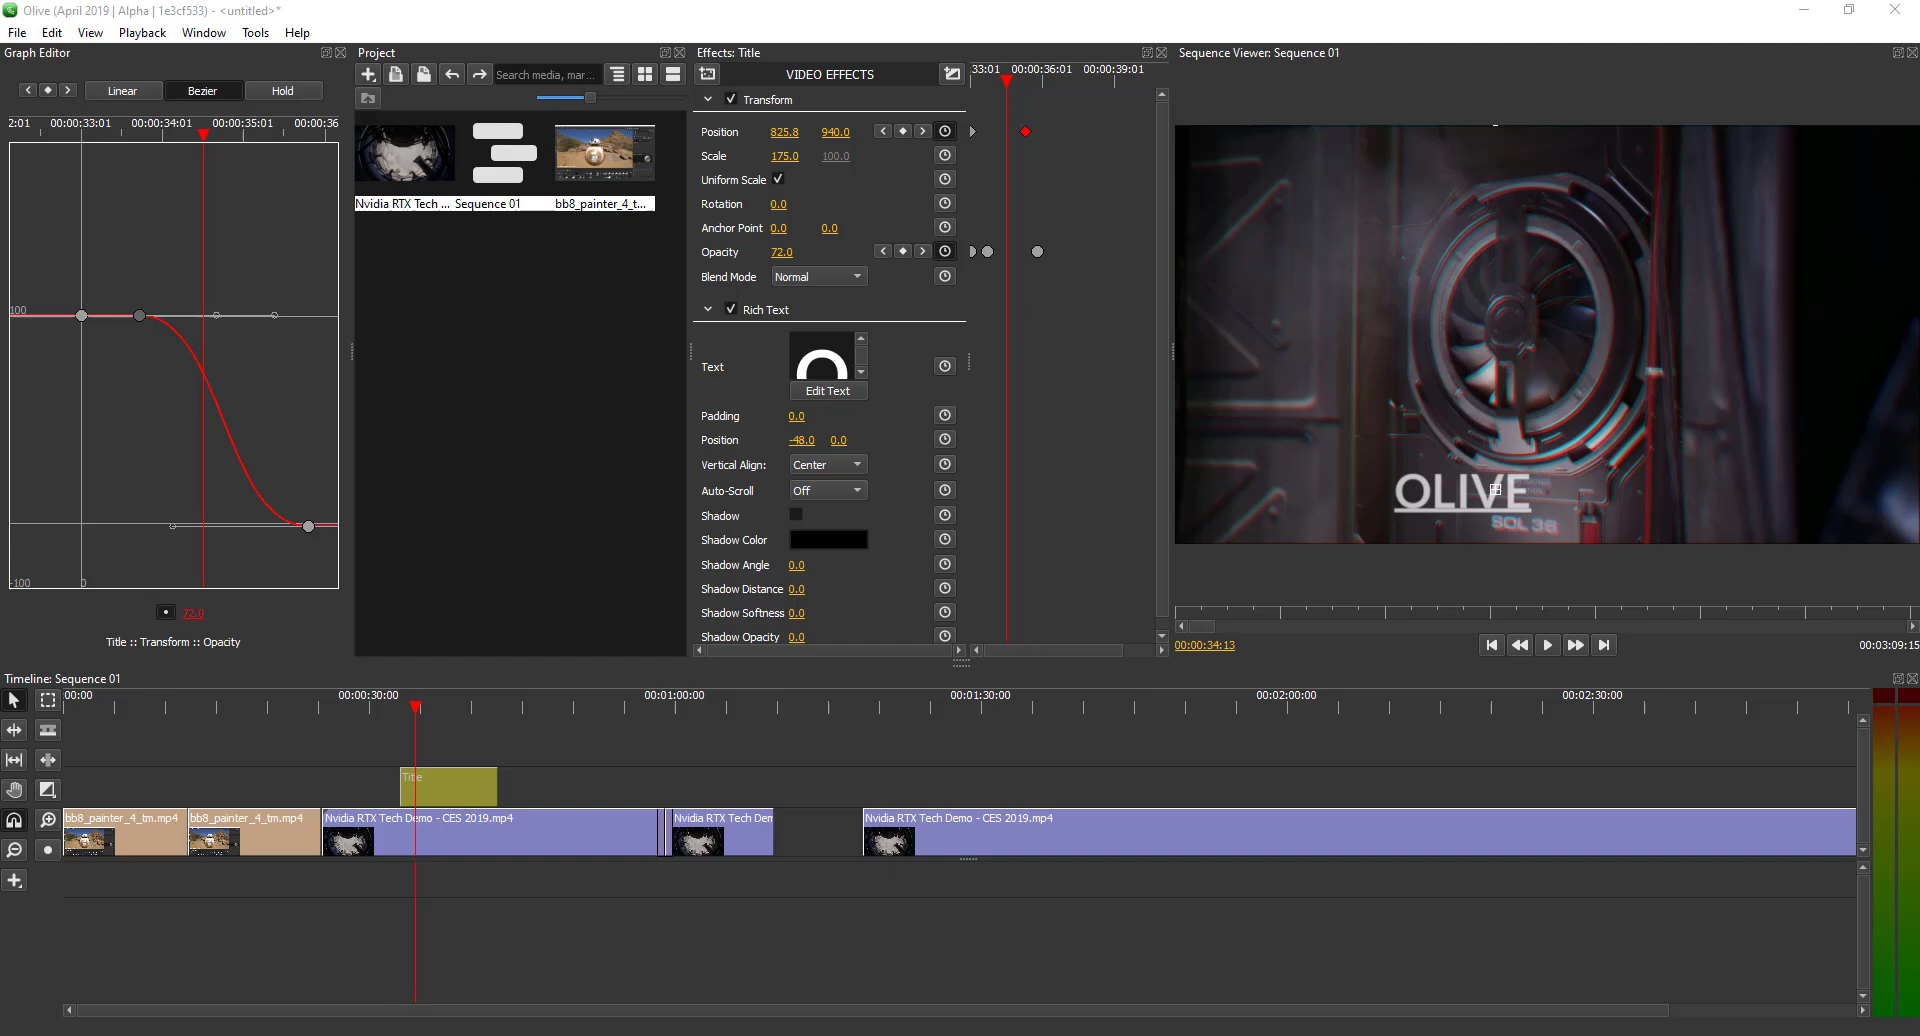 Olive (April 2019 | Alpha | 1e3cf533) - <untitled>*
File Edit View Playback Window Tools Help
Graph Editor
Linear Bezier Hold
2:01 00:00:33:01 00:00:34:01 00:00:35:01 00:00:36
100
-100 0
72.0
Title :: Transform :: Opacity
Project
Search media, mar...
Nvidia RTX Tech ... Sequence 01 bb8_painter_4_t...
Effects: Title
VIDEO EFFECTS
:33:01 00:00:36:01 00:00:39:01
Transform
Position 825.8 940.0
Scale 175.0 100.0
Uniform Scale
Rotation 0.0
Anchor Point 0.0 0.0
Opacity 72.0
Blend Mode Normal
Rich Text
Text
Edit Text
Padding 0.0
Position -48.0 0.0
Vertical Align: Center
Auto-Scroll Off
Shadow
Shadow Color
Shadow Angle 0.0
Shadow Distance 0.0
Shadow Softness 0.0
Shadow Opacity 0.0
Sequence Viewer: Sequence 01
OLIVE
SOL 36
00:00:34:13 00:03:09:15
Timeline: Sequence 01
00:00 00:00:30:00 00:01:00:00 00:01:30:00 00:02:00:00 00:02:30:00
Title
bb8_painter_4_tm.mp4 bb8_painter_4_tm.mp4 Nvidia RTX Tech Demo - CES 2019.mp4 Nvidia RTX Tech Dem Nvidia RTX Tech Demo - CES 2019.mp4